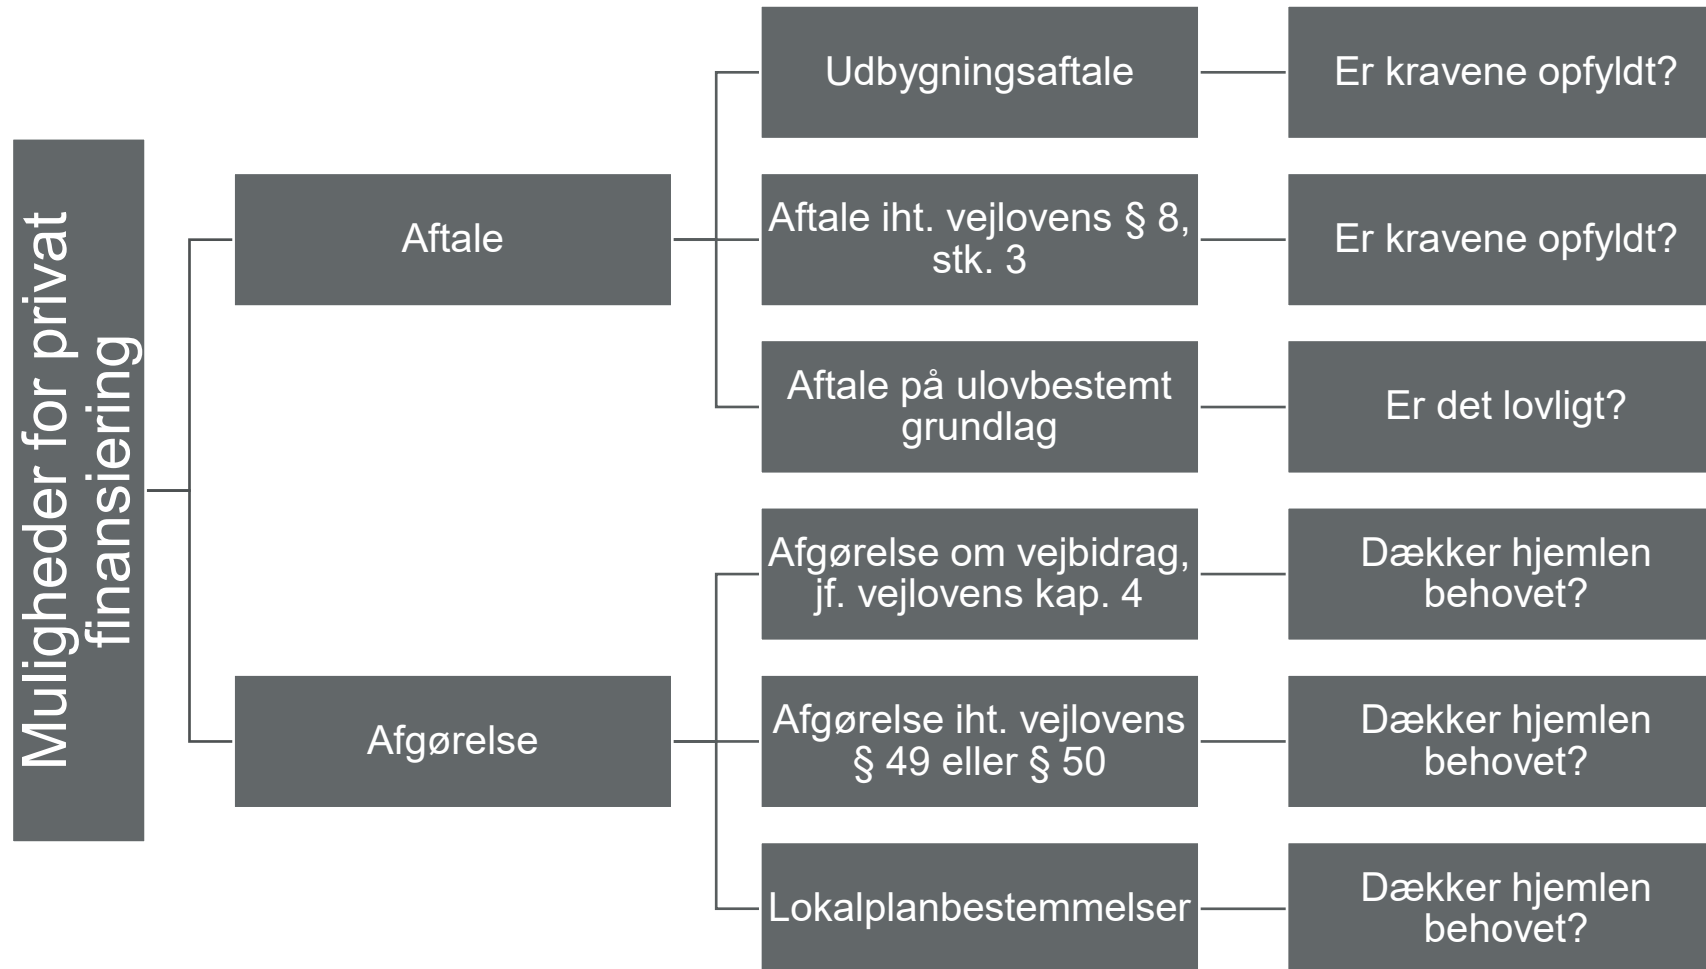 Muligheder for privat
finansiering
Aftale
Udbygningsaftale
Er kravene opfyldt?
Aftale iht. vejlovens § 8,
stk. 3
Er kravene opfyldt?
Aftale på ulovbestemt
grundlag
Er det lovligt?
Afgørelse
Afgørelse om vejbidrag,
jf. vejlovens kap. 4
Dækker hjemlen
behovet?
Afgørelse iht. vejlovens
§ 49 eller § 50
Dækker hjemlen
behovet?
Lokalplanbestemmelser
Dækker hjemlen
behovet?